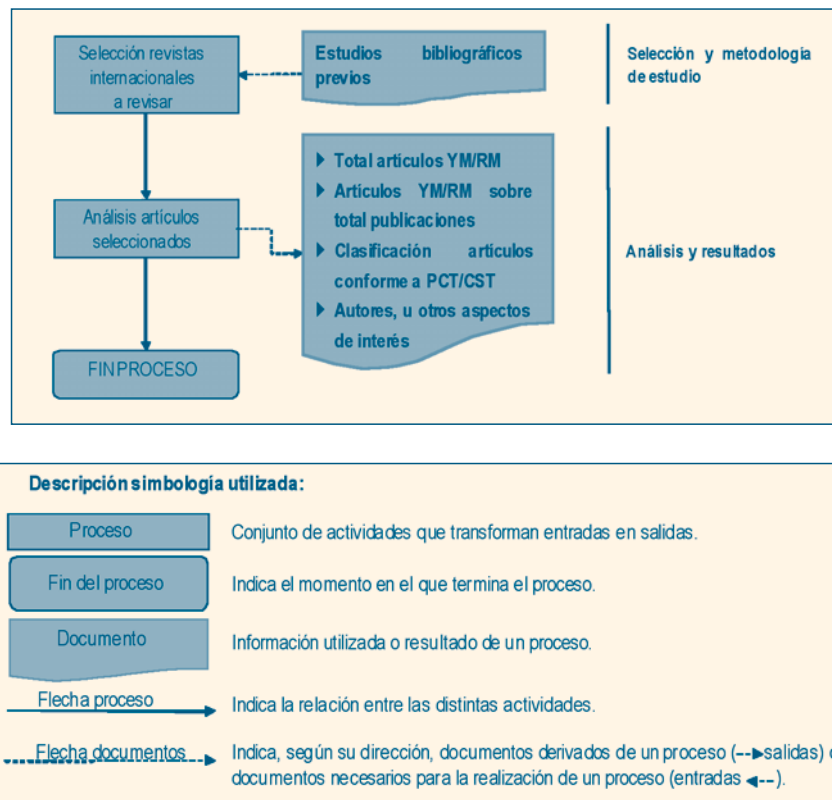 Selección revistas
internacionales
a revisar
Estudios bibliográficos
previos
Selección y metodología
de estudio
Análisis artículos
seleccionados
Total artículos YM/RM
Artículos YM/RM sobre
total publicaciones
Clasificación artículos
conforme a PCT/CST
Autores, u otros aspectos
de interés
Análisis y resultados
FIN PROCESO
Descripción simbología utilizada:
Proceso
Conjunto de actividades que transforman entradas en salidas.
Fin del proceso
Indica el momento en el que termina el proceso.
Documento
Información utilizada o resultado de un proceso.
Flecha proceso
Indica la relación entre las distintas actividades.
Flecha documentos
Indica, según su dirección, documentos derivados de un proceso (--►salidas)
documentos necesarios para la realización de un proceso (entradas ◄--).